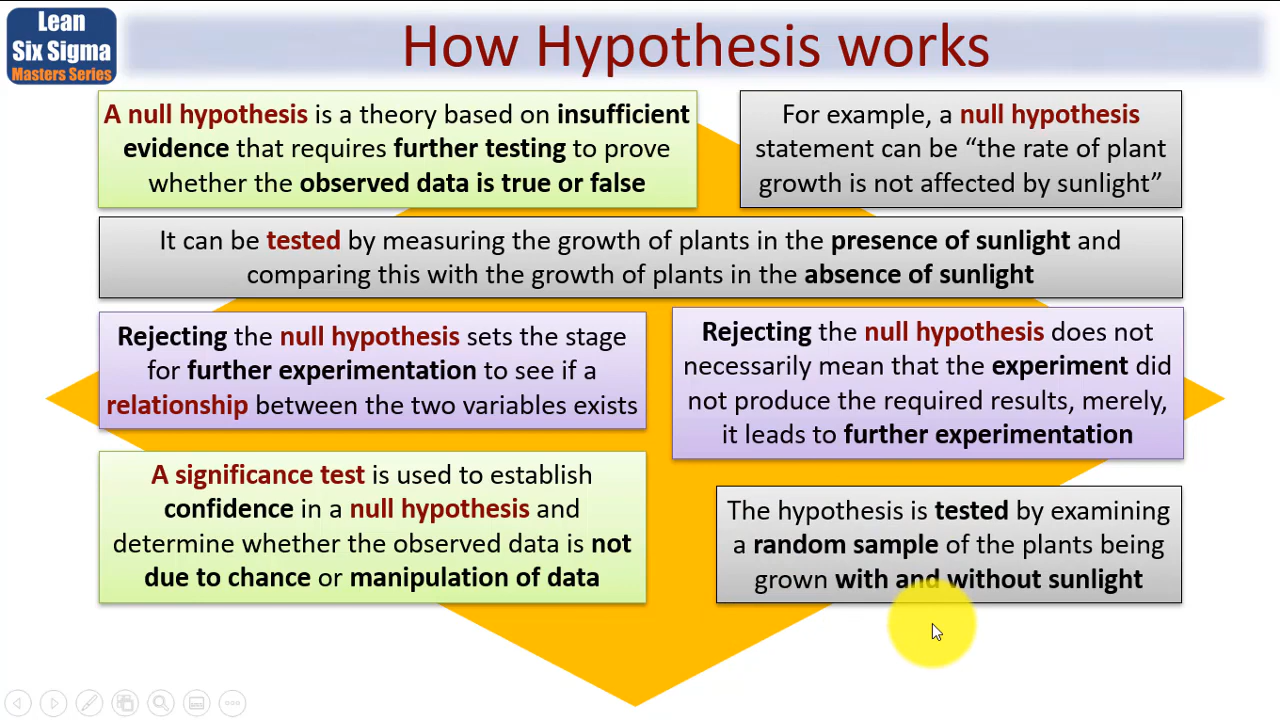 Lean
Six Sigma
Masters Series
How Hypothesis works
A null hypothesis is a theory based on insufficient
evidence that requires further testing to prove
whether the observed data is true or false
For example, a null hypothesis
statement can be “the rate of plant
growth is not affected by sunlight”
It can be tested by measuring the growth of plants in the presence of sunlight and
comparing this with the growth of plants in the absence of sunlight
Rejecting the null hypothesis sets the stage
for further experimentation to see if a
relationship between the two variables exists
Rejecting the null hypothesis does not
necessarily mean that the experiment did
not produce the required results, merely,
it leads to further experimentation
A significance test is used to establish
confidence in a null hypothesis and
determine whether the observed data is not
due to chance or manipulation of data
The hypothesis is tested by examining
a random sample of the plants being
grown with and without sunlight